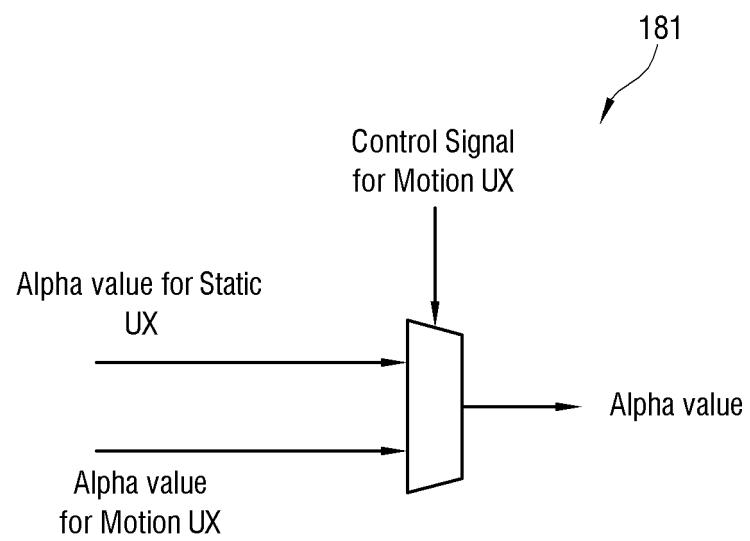 181
Control Signal
for Motion UX
Alpha value for Static
UX
Alpha value
Alpha value
for Motion UX